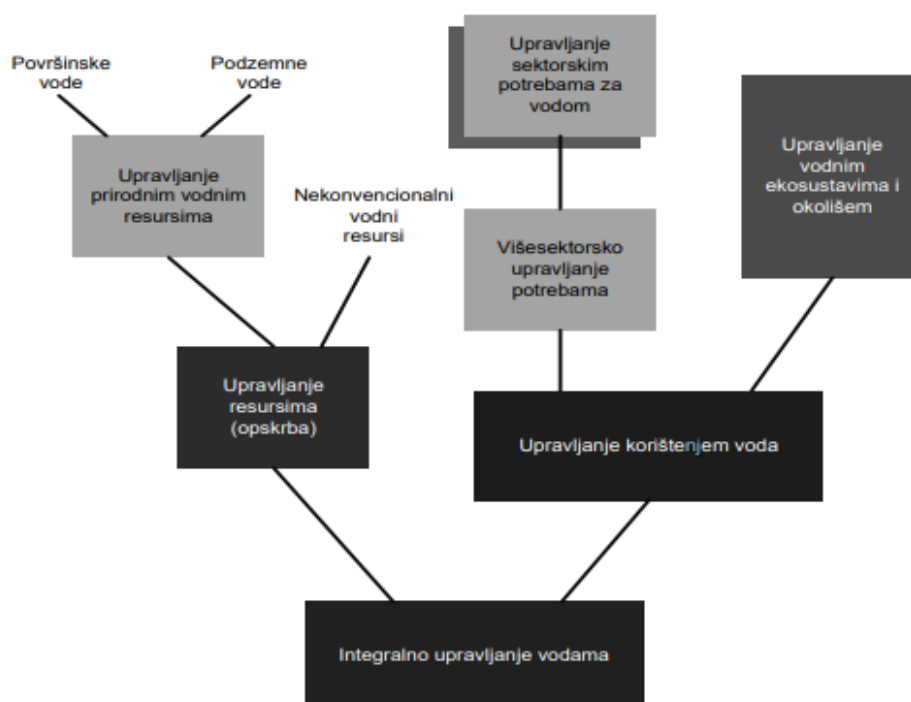 Površinske
vode
Podzemne
vode
Upravljanje
sektorskim
potrebama za
vodom
Upravljanje
vodnim
ekosustavima i
okolišem
Upravljanje
prirodnim vodnim
resursima
Nekonvencionalni
vodni
resursi
Višesektorsko
upravljanje
potrebama
Upravljanje
resursima
(opskrba)
Upravljanje korištenjem voda
Integralno upravljanje vodama